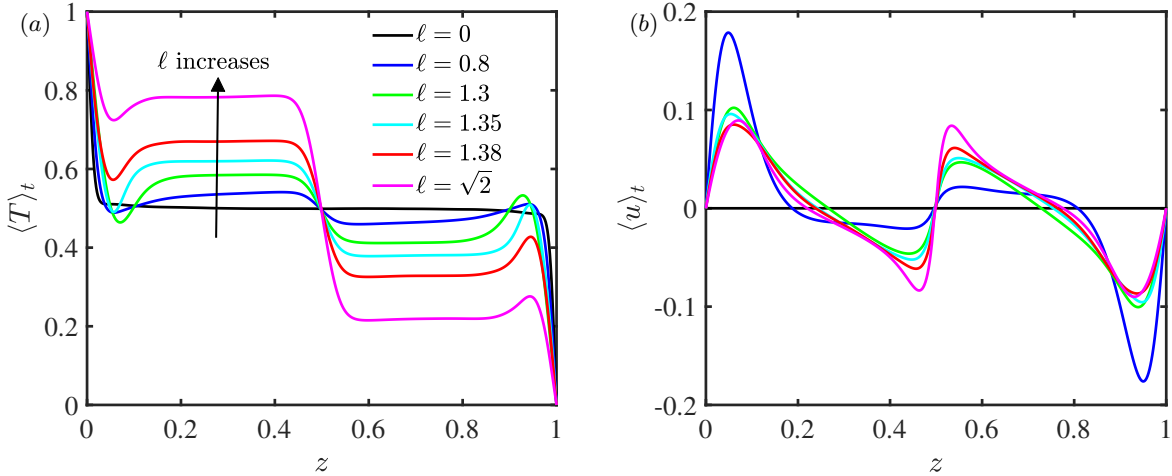 (a)
1
0.8
0.6
0.4
0.2
0
⟨T⟩t
ℓ increases
ℓ = 0
ℓ = 0.8
ℓ = 1.3
ℓ = 1.35
ℓ = 1.38
ℓ = √2
0 0.2 0.4 0.6 0.8 1
z
(b)
0.2
0.1
0
-0.1
-0.2
⟨u⟩t
0 0.2 0.4 0.6 0.8 1
z